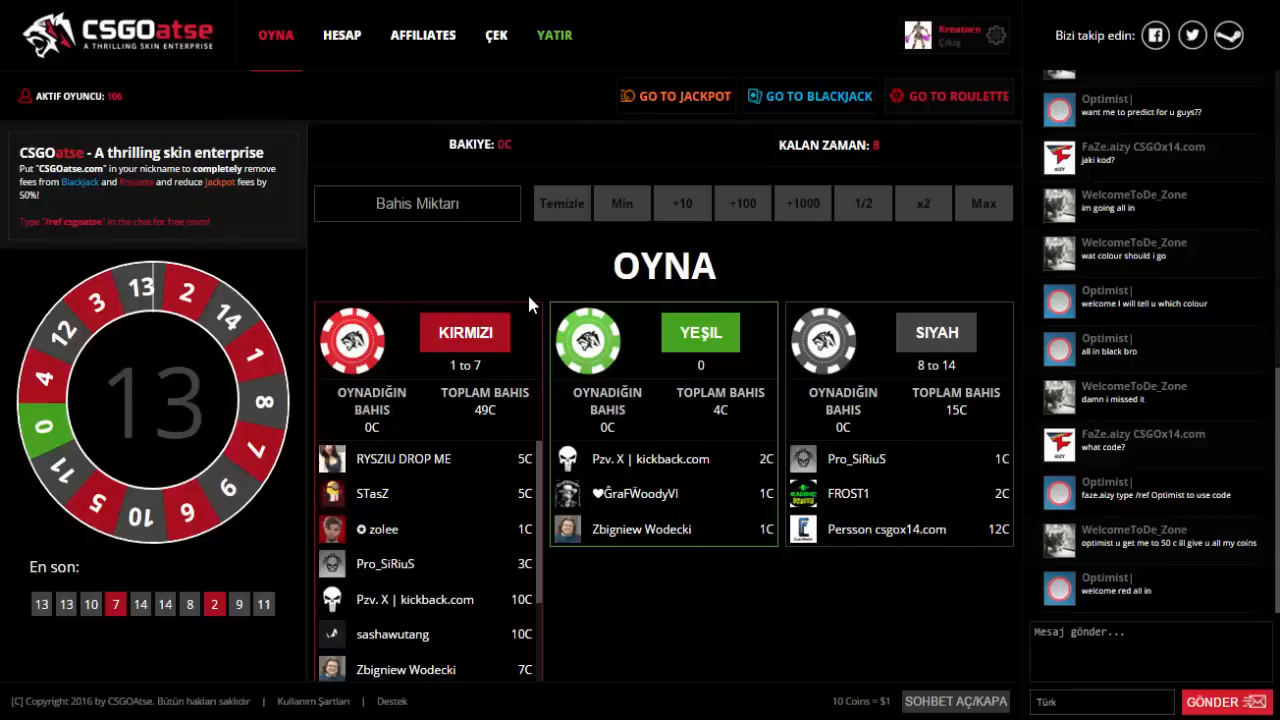 CSGOatse
A THRILLING SKIN ENTERPRISE
OYNA
HESAP
AFFILIATES
ÇEK
YATIR
Kreatorn
Çıkış
Bizi takip edin:
AKTIF OYUNCU: 106
GO TO JACKPOT
GO TO BLACKJACK
GO TO ROULETTE
CSGOatse - A thrilling skin enterprise
Put "CSGOatse.com" in your nickname to completely remove
fees from Blackjack and Roulette and reduce Jackpot fees by
50%!
Type "/ref csgoatse" in the chat for free coins!
BAKIYE: 0C
KALAN ZAMAN: 8
Bahis Miktarı
Temizle
Min
+10
+100
+1000
1/2
x2
Max
OYNA
13
2
14
1
8
7
9
6
10
5
11
0
4
12
3
13
En son:
13 13 10 7 14 14 8 2 9 11
KIRMIZI
1 to 7
OYNADIĞIN
BAHIS
0C
TOPLAM BAHIS
49C
RYSZIU DROP ME 5C
STasZ 5C
✪ zolee 1C
Pro_SiRiuS 3C
Pzv. X | kickback.com 10C
sashawutang 10C
Zbigniew Wodecki 7C
YEŞIL
0
OYNADIĞIN
BAHIS
0C
TOPLAM BAHIS
4C
Pzv. X | kickback.com 2C
♥ĜraFŴoodyVI 1C
Zbigniew Wodecki 1C
SIYAH
8 to 14
OYNADIĞIN
BAHIS
0C
TOPLAM BAHIS
15C
Pro_SiRiuS 1C
FROST1 2C
Persson csgox14.com 12C
Optimist|
want me to predict for u guys??
FaZe.aizy CSGOx14.com
jaki kod?
WelcomeToDe_Zone
im going all in
WelcomeToDe_Zone
wat colour should i go
Optimist|
welcome I will tell u which colour
Optimist|
all in black bro
WelcomeToDe_Zone
damn i missed it
FaZe.aizy CSGOx14.com
what code?
Optimist|
faze.aizy type /ref Optimist to use code
WelcomeToDe_Zone
optimist u get me to 50 c ill give u all my coins
Optimist|
welcome red all in
Mesaj gönder...
Türk
GÖNDER
[C] Copyright 2016 by CSGOAtse. Bütün hakları saklıdır | Kullanım Şartları | Destek
10 Coins = $1
SOHBET AÇ/KAPA